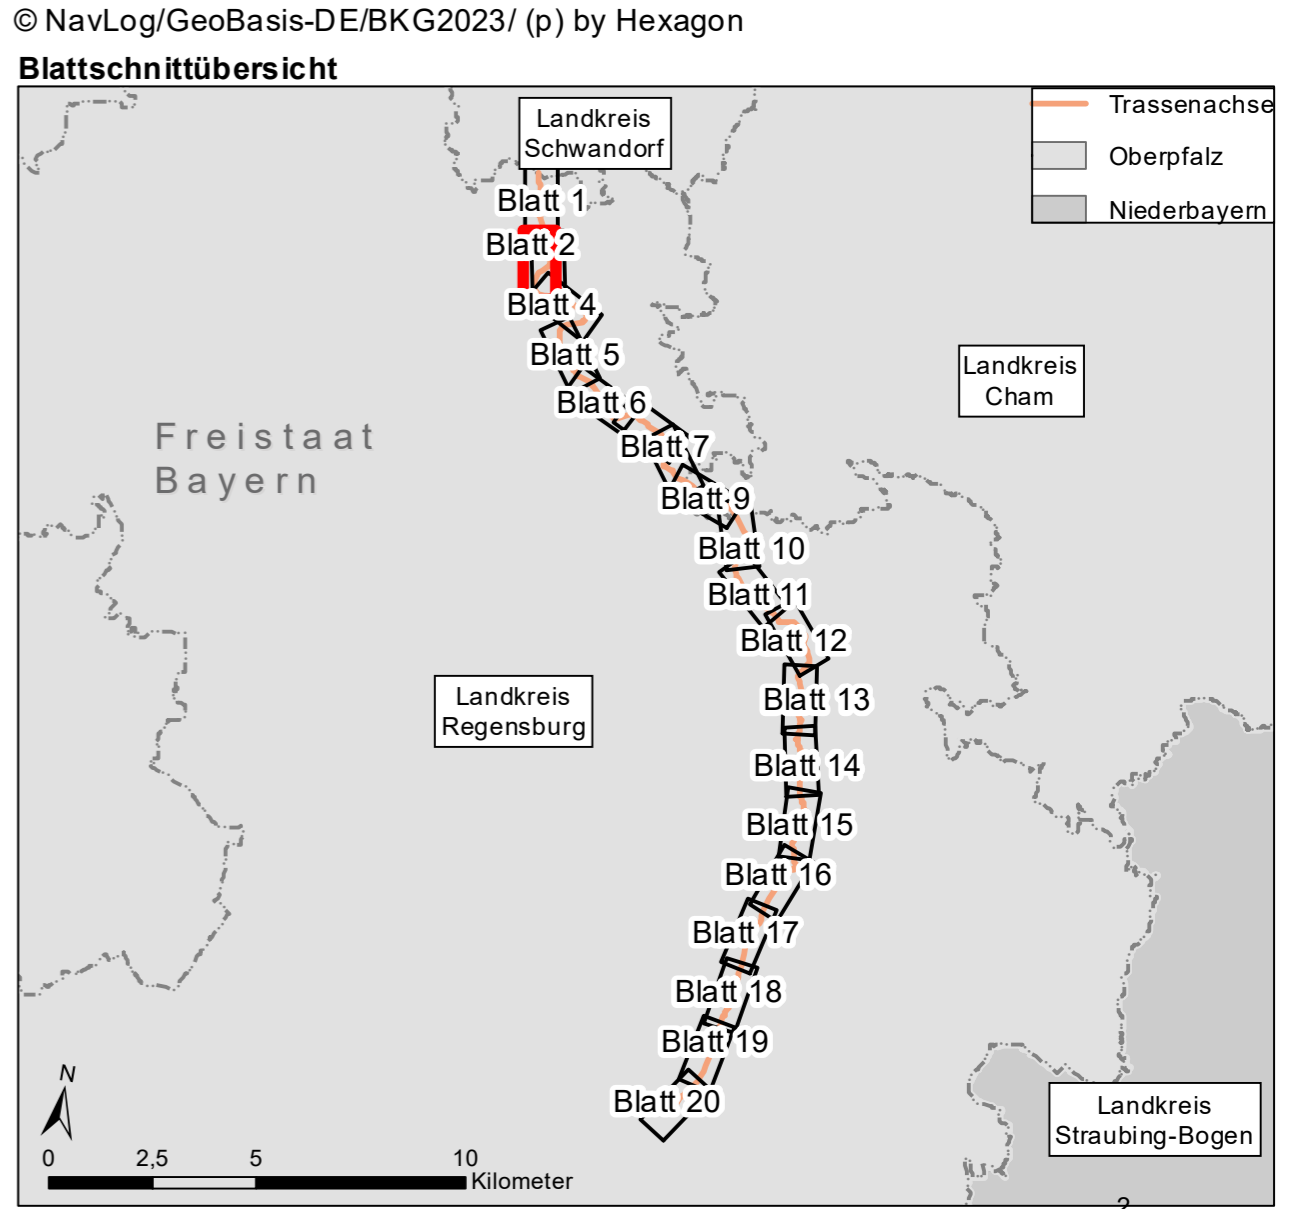 © NavLog/GeoBasis-DE/BKG2023/ (p) by Hexagon
Blattschnittübersicht
Landkreis
Schwandorf
Trassenachse
Oberpfalz
Niederbayern
Blatt 1
Blatt 2
Blatt 4
Blatt 5
Blatt 6
Blatt 7
Blatt 9
Blatt 10
Blatt 11
Blatt 12
Blatt 13
Blatt 14
Blatt 15
Blatt 16
Blatt 17
Blatt 18
Blatt 19
Blatt 20
Landkreis
Cham
Freistaat
Bayern
Landkreis
Regensburg
Landkreis
Straubing-Bogen
N
0 2,5 5 10
Kilometer